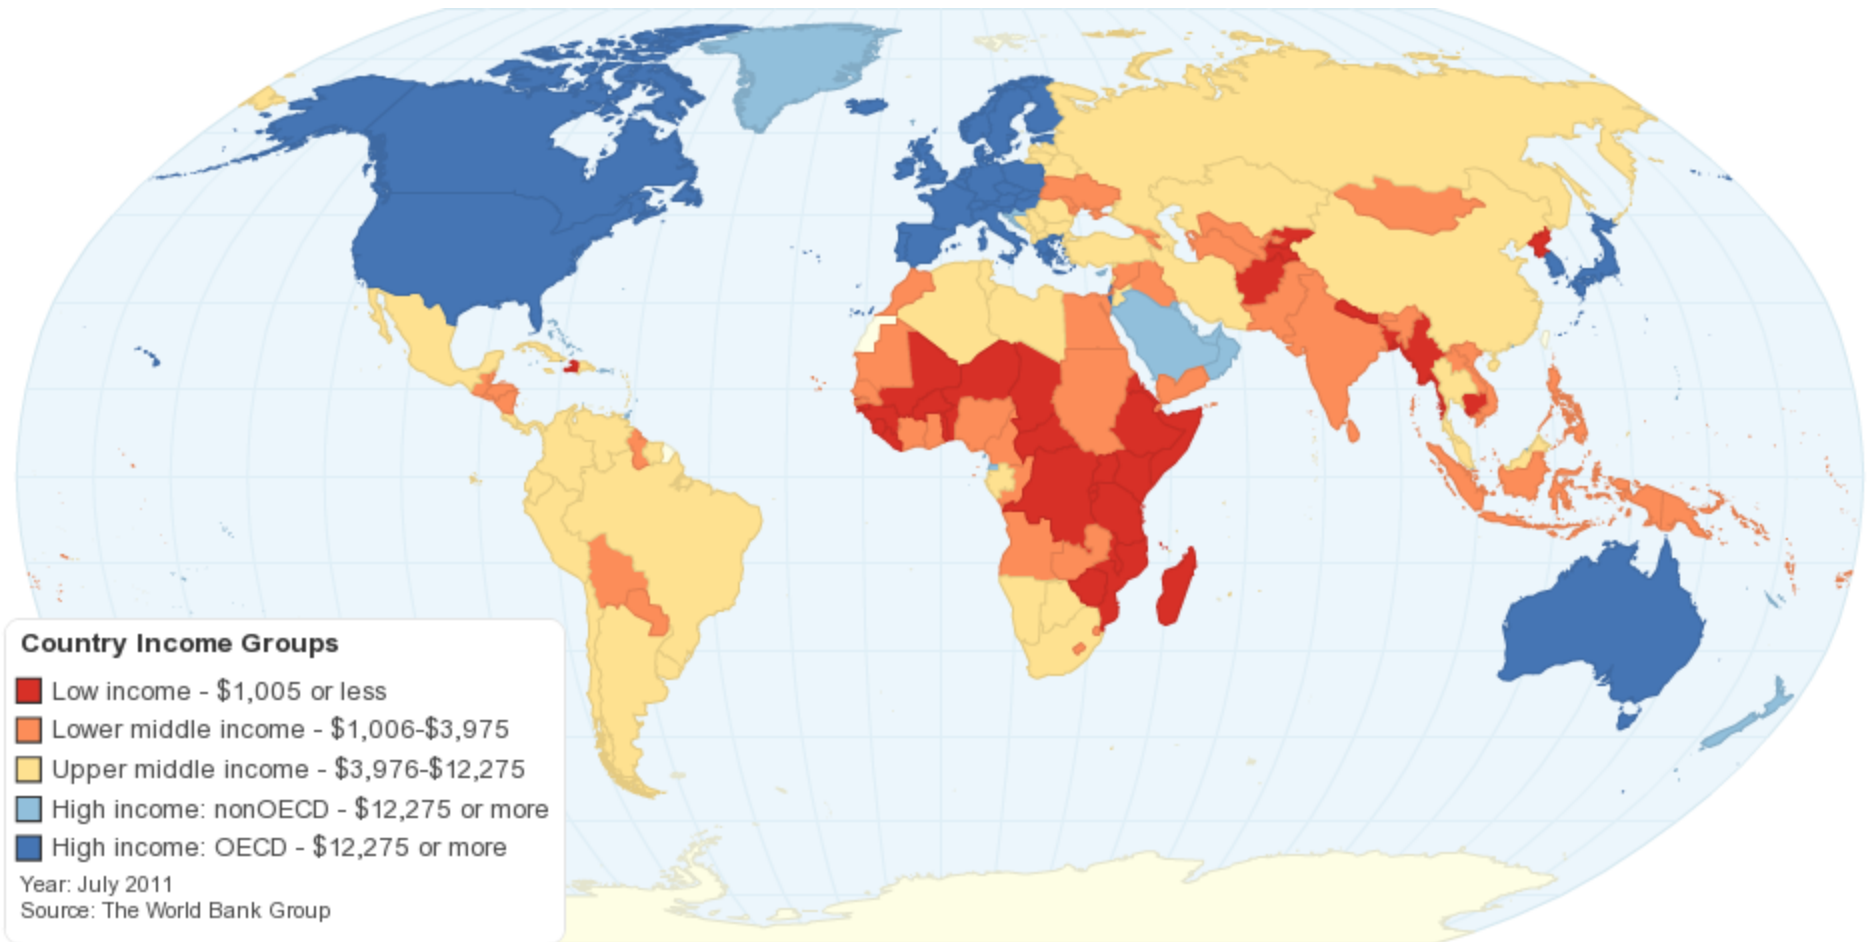 Country Income Groups
Low income - $1,005 or less
Lower middle income - $1,006-$3,975
Upper middle income - $3,976-$12,275
High income: nonOECD - $12,275 or more
High income: OECD - $12,275 or more
Year: July 2011
Source: The World Bank Group